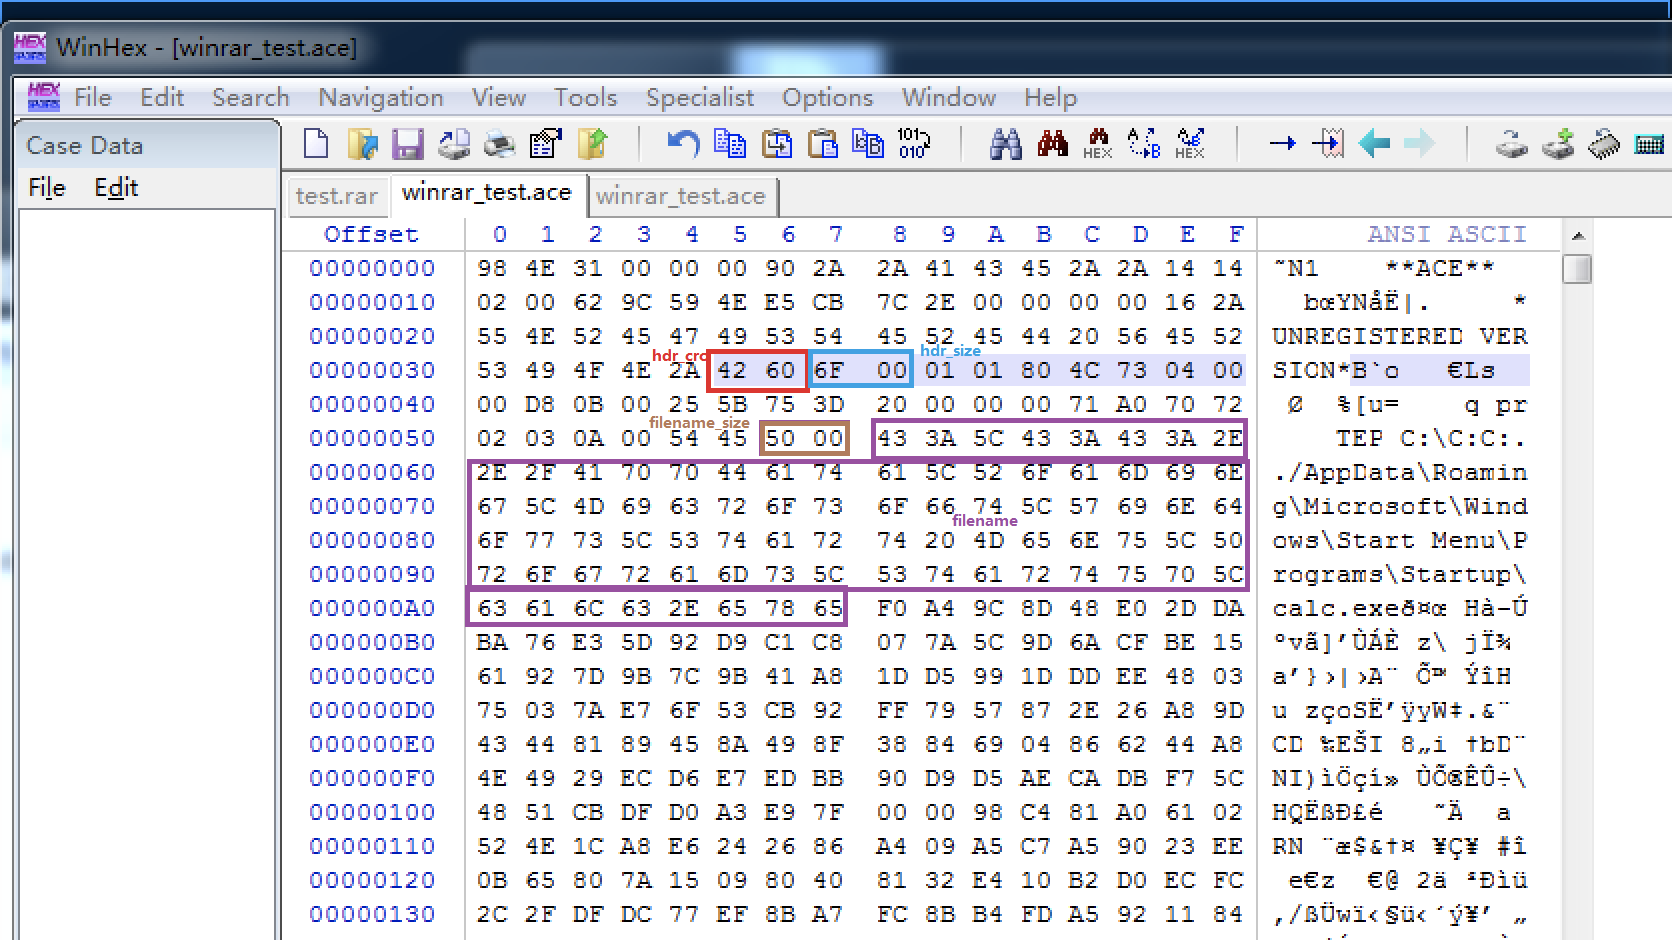 WinHex - [winrar_test.ace]
File Edit Search Navigation View Tools Specialist Options Window Help
Case Data
File Edit
test.rar winrar_test.ace winrar_test.ace
Offset 0 1 2 3 4 5 6 7 8 9 A B C D E F ANSI ASCII
00000000 98 4E 31 00 00 00 90 2A 2A 41 43 45 2A 2A 14 14 ˜N1 **ACE**
00000010 02 00 62 9C 59 4E E5 CB 7C 2E 00 00 00 00 16 2A bœYNåË|. *
00000020 55 4E 52 45 47 49 53 54 45 52 45 44 20 56 45 52 UNREGISTERED VER
hdr_crc hdr_size
00000030 53 49 4F 4E 2A 42 60 6F 00 01 01 80 4C 73 04 00 SION*B`o €Ls
00000040 00 D8 0B 00 25 5B 75 3D 20 00 00 00 71 A0 70 72 Ø %[u= q pr
filename_size
00000050 02 03 0A 00 54 45 50 00 43 3A 5C 43 3A 43 3A 2E TEP C:\C:C:.
00000060 2E 2F 41 70 70 44 61 74 61 5C 52 6F 61 6D 69 6E ./AppData\Roamin
00000070 67 5C 4D 69 63 72 6F 73 6F 66 74 5C 57 69 6E 64 g\Microsoft\Wind
filename
00000080 6F 77 73 5C 53 74 61 72 74 20 4D 65 6E 75 5C 50 ows\Start Menu\P
00000090 72 6F 67 72 61 6D 73 5C 53 74 61 72 74 75 70 5C rograms\Startup\
000000A0 63 61 6C 63 2E 65 78 65 F0 A4 9C 8D 48 E0 2D DA calc.exeð¤œ Hà-Ú
000000B0 BA 76 E3 5D 92 D9 C1 C8 07 7A 5C 9D 6A CF BE 15 ºvã]’ÙÁÈ z\ jÏ¾
000000C0 61 92 7D 9B 7C 9B 41 A8 1D D5 99 1D DD EE 48 03 a’}›|›A¨ Õ™ ÝîH
000000D0 75 03 7A E7 6F 53 CB 92 FF 79 57 87 2E 26 A8 9D u zçoSË’ÿyW‡.&¨
000000E0 43 44 81 89 45 8A 49 8F 38 84 69 04 86 62 44 A8 CD ‰EŠI 8„i †bD¨
000000F0 4E 49 29 EC D6 E7 ED BB 90 D9 D5 AE CA DB F7 5C NI)ìÖçí» ÙÕ®ÊÛ÷\
00000100 48 51 CB DF D0 A3 E9 7F 00 00 98 C4 81 A0 61 02 HQËßÐ£é ˜Ä a
00000110 52 4E 1C A8 E6 24 26 86 A4 09 A5 C7 A5 90 23 EE RN ¨æ$&†¤ ¥Ç¥ #î
00000120 0B 65 80 7A 15 09 80 40 81 32 E4 10 B2 D0 EC FC e€z €@ 2ä ²Ðìü
00000130 2C 2F DF DC 77 EF 8B A7 FC 8B B4 FD A5 92 11 84 ,/ßÜwï‹§ü‹´ý¥’ „